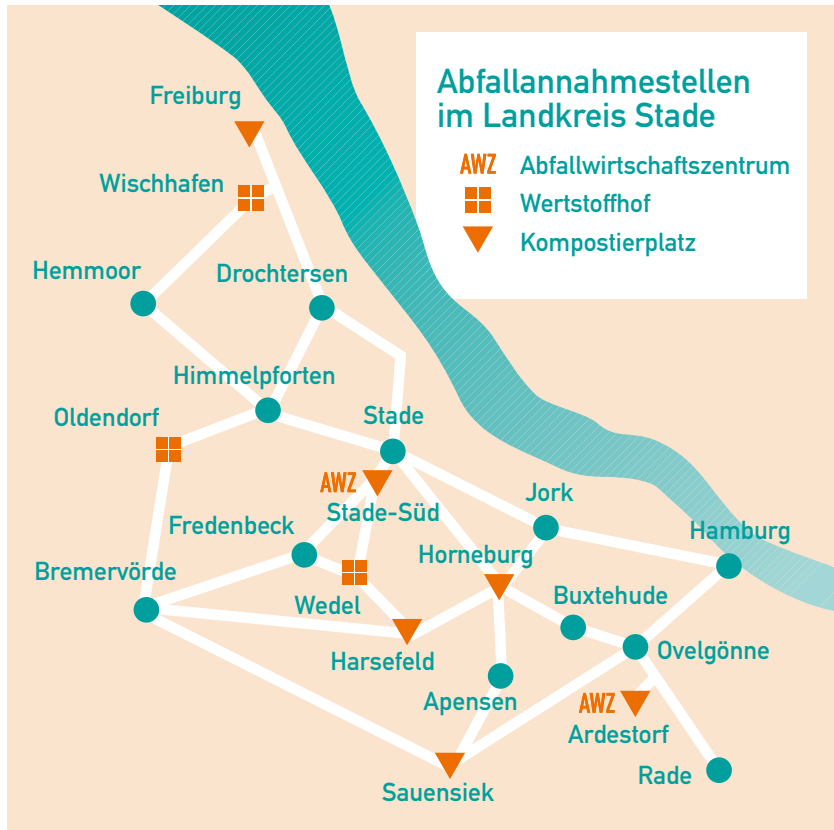 Abfallannahmestellen
im Landkreis Stade
AWZ Abfallwirtschaftszentrum
Wertstoffhof
Kompostierplatz
Freiburg
Wischhafen
Hemmoor
Drochtersen
Himmelpforten
Oldendorf
Stade
AWZ
Stade-Süd
Jork
Fredenbeck
Hamburg
Horneburg
Bremervörde
Buxtehude
Wedel
Ovelgönne
Harsefeld
Apensen
AWZ
Ardestorf
Rade
Sauensiek